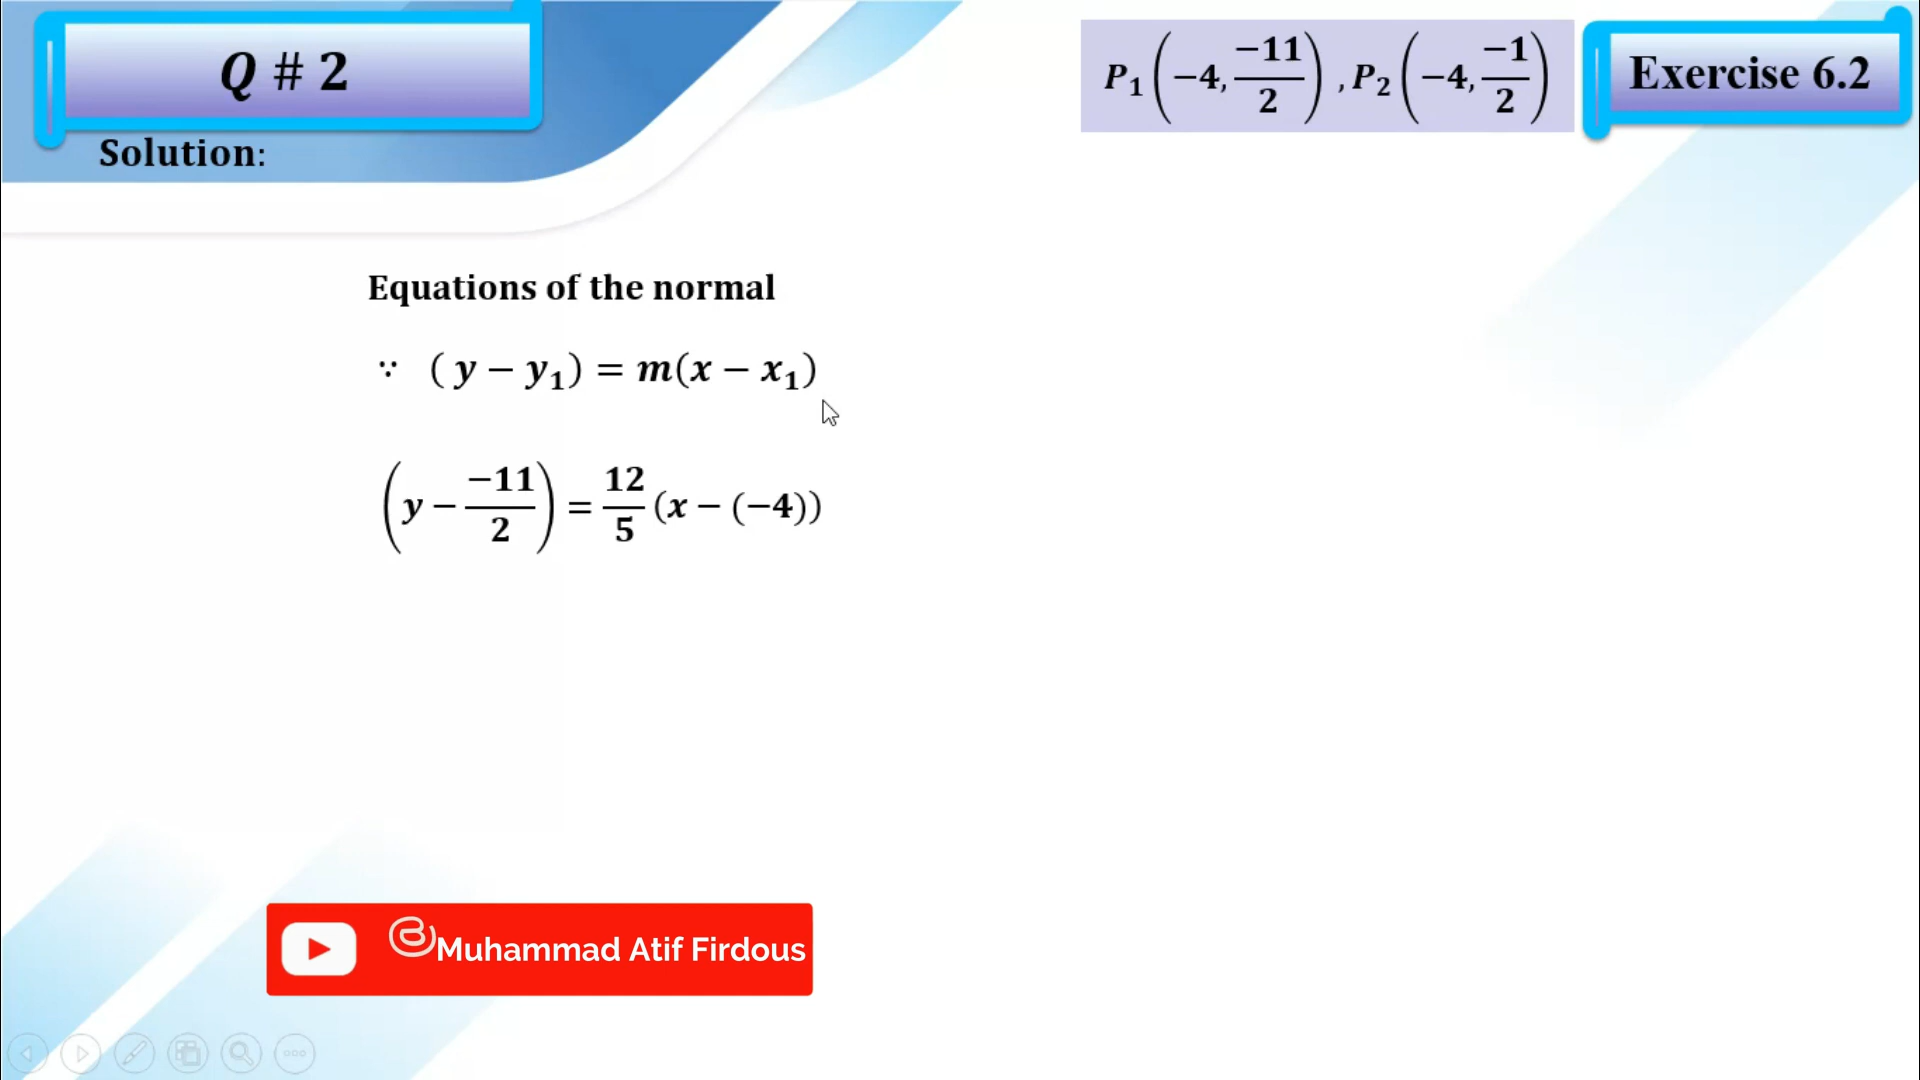 Q # 2
P₁(−4, −11/2) , P₂(−4, −1/2)
Exercise 6.2
Solution:
Equations of the normal
∵ ( y − y₁) = m(x − x₁)
(y − −11/2) = 12/5 (x − (−4))
Muhammad Atif Firdous